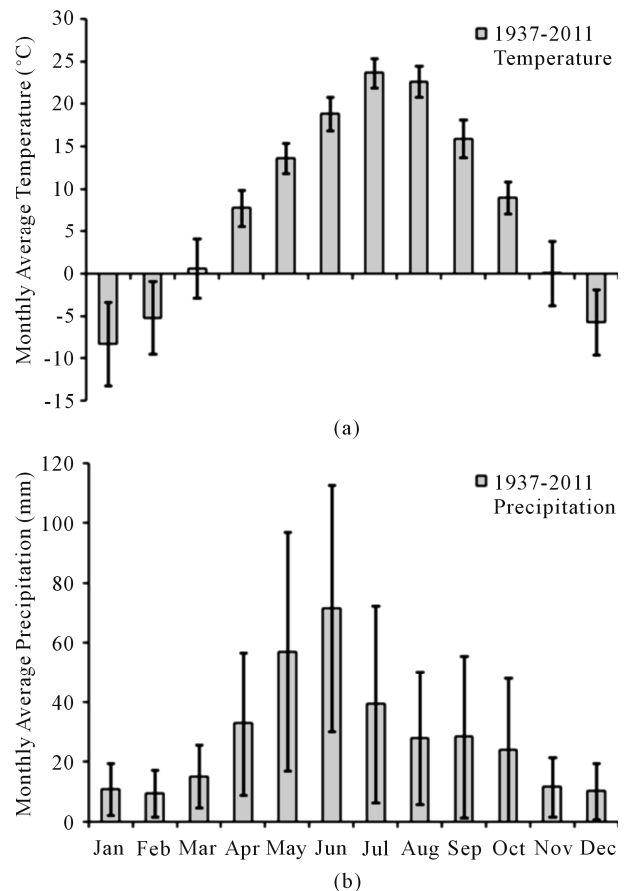 Monthly Average Temperature (°C)
30
25
20
15
10
5
0
-5
-10
-15
1937-2011
Temperature
(a)
Monthly Average Precipitation (mm)
120
100
80
60
40
20
0
1937-2011
Precipitation
Jan Feb Mar Apr May Jun Jul Aug Sep Oct Nov Dec
(b)